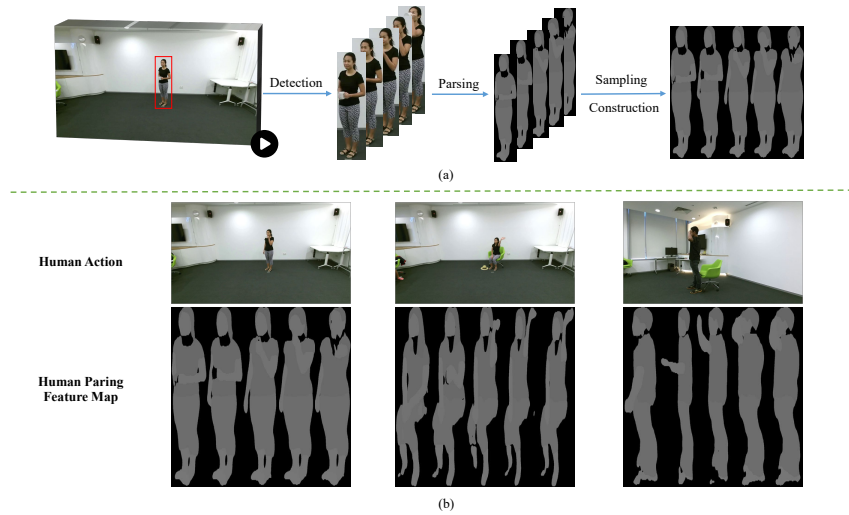 Detection
Parsing
Sampling
Construction
(a)
Human Action
Human Paring
Feature Map
(b)